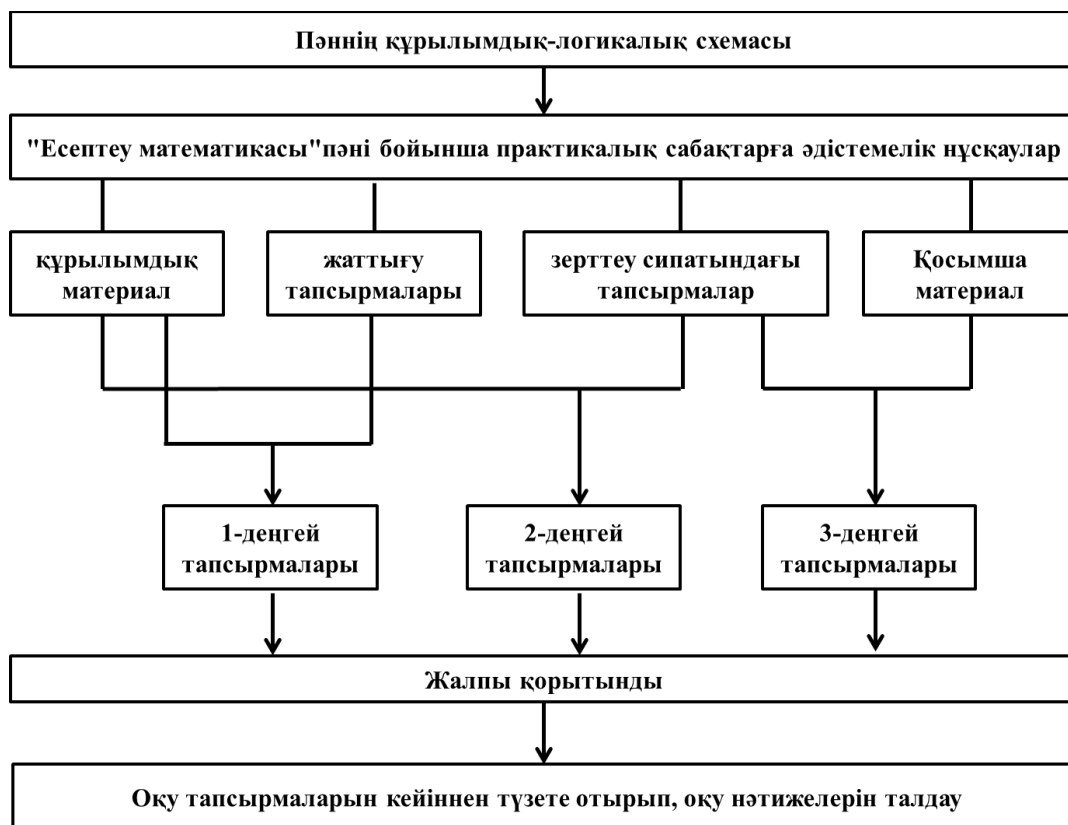 Пәннің құрылымдық-логикалық схемасы
"Есептеу математикасы"пәні бойынша практикалық сабақтарға әдістемелік нұсқаулар
құрылымдық
материал
жаттығу
тапсырмалары
зерттеу сипатындағы
тапсырмалар
Қосымша
материал
1-деңгей
тапсырмалары
2-деңгей
тапсырмалары
3-деңгей
тапсырмалары
Жалпы қорытынды
Оқу тапсырмаларын кейіннен түзете отырып, оқу нәтижелерін талдау